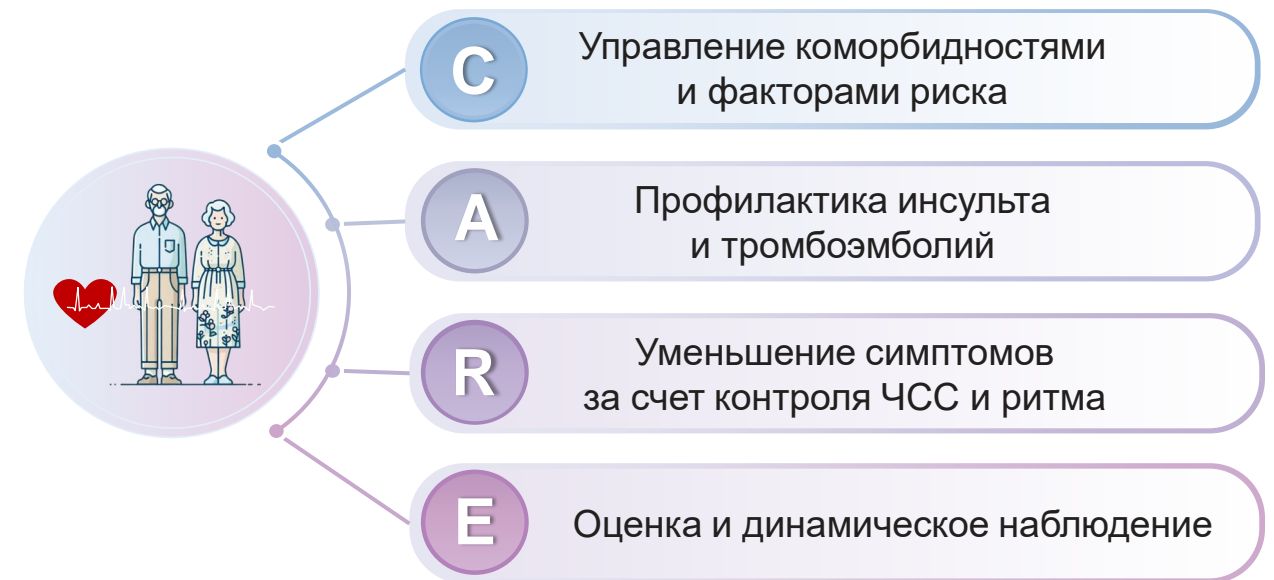 C
Управление коморбидностями
и факторами риска
A
Профилактика инсульта
и тромбоэмболий
R
Уменьшение симптомов
за счет контроля ЧСС и ритма
E
Оценка и динамическое наблюдение